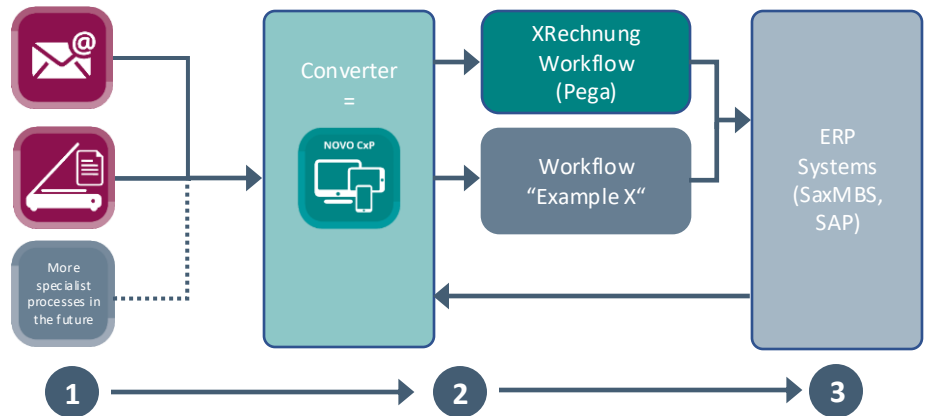 @
More
specialist
processes in
the future
Converter
=
NOVO CxP
XRechnung
Workflow
(Pega)
Workflow
“Example X“
ERP
Systems
(SaxMBS,
SAP)
1
2
3